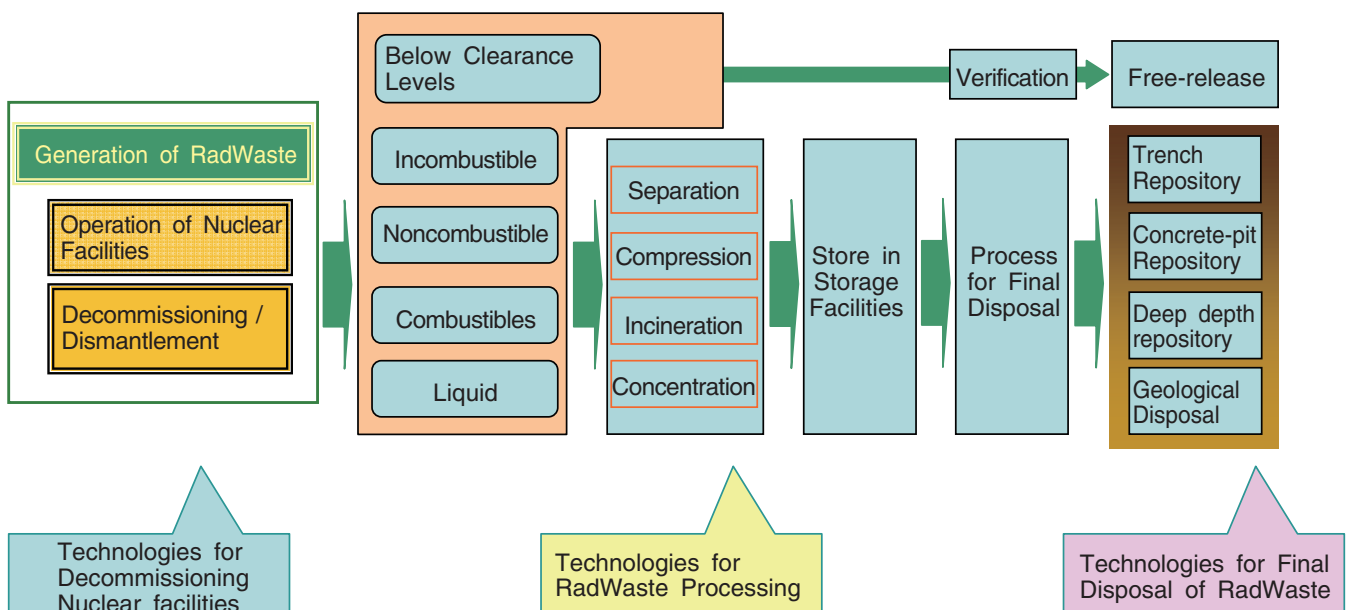 Below Clearance
Levels
Verification
Free-release
Generation of RadWaste
Operation of Nuclear
Facilities
Decommissioning /
Dismantlement
Incombustible
Noncombustible
Combustibles
Liquid
Separation
Compression
Incineration
Concentration
Store in
Storage
Facilities
Process
for Final
Disposal
Trench
Repository
Concrete-pit
Repository
Deep depth
repository
Geological
Disposal
Technologies for
Decommissioning
Nuclear facilities
Technologies for
RadWaste Processing
Technologies for Final
Disposal of RadWaste